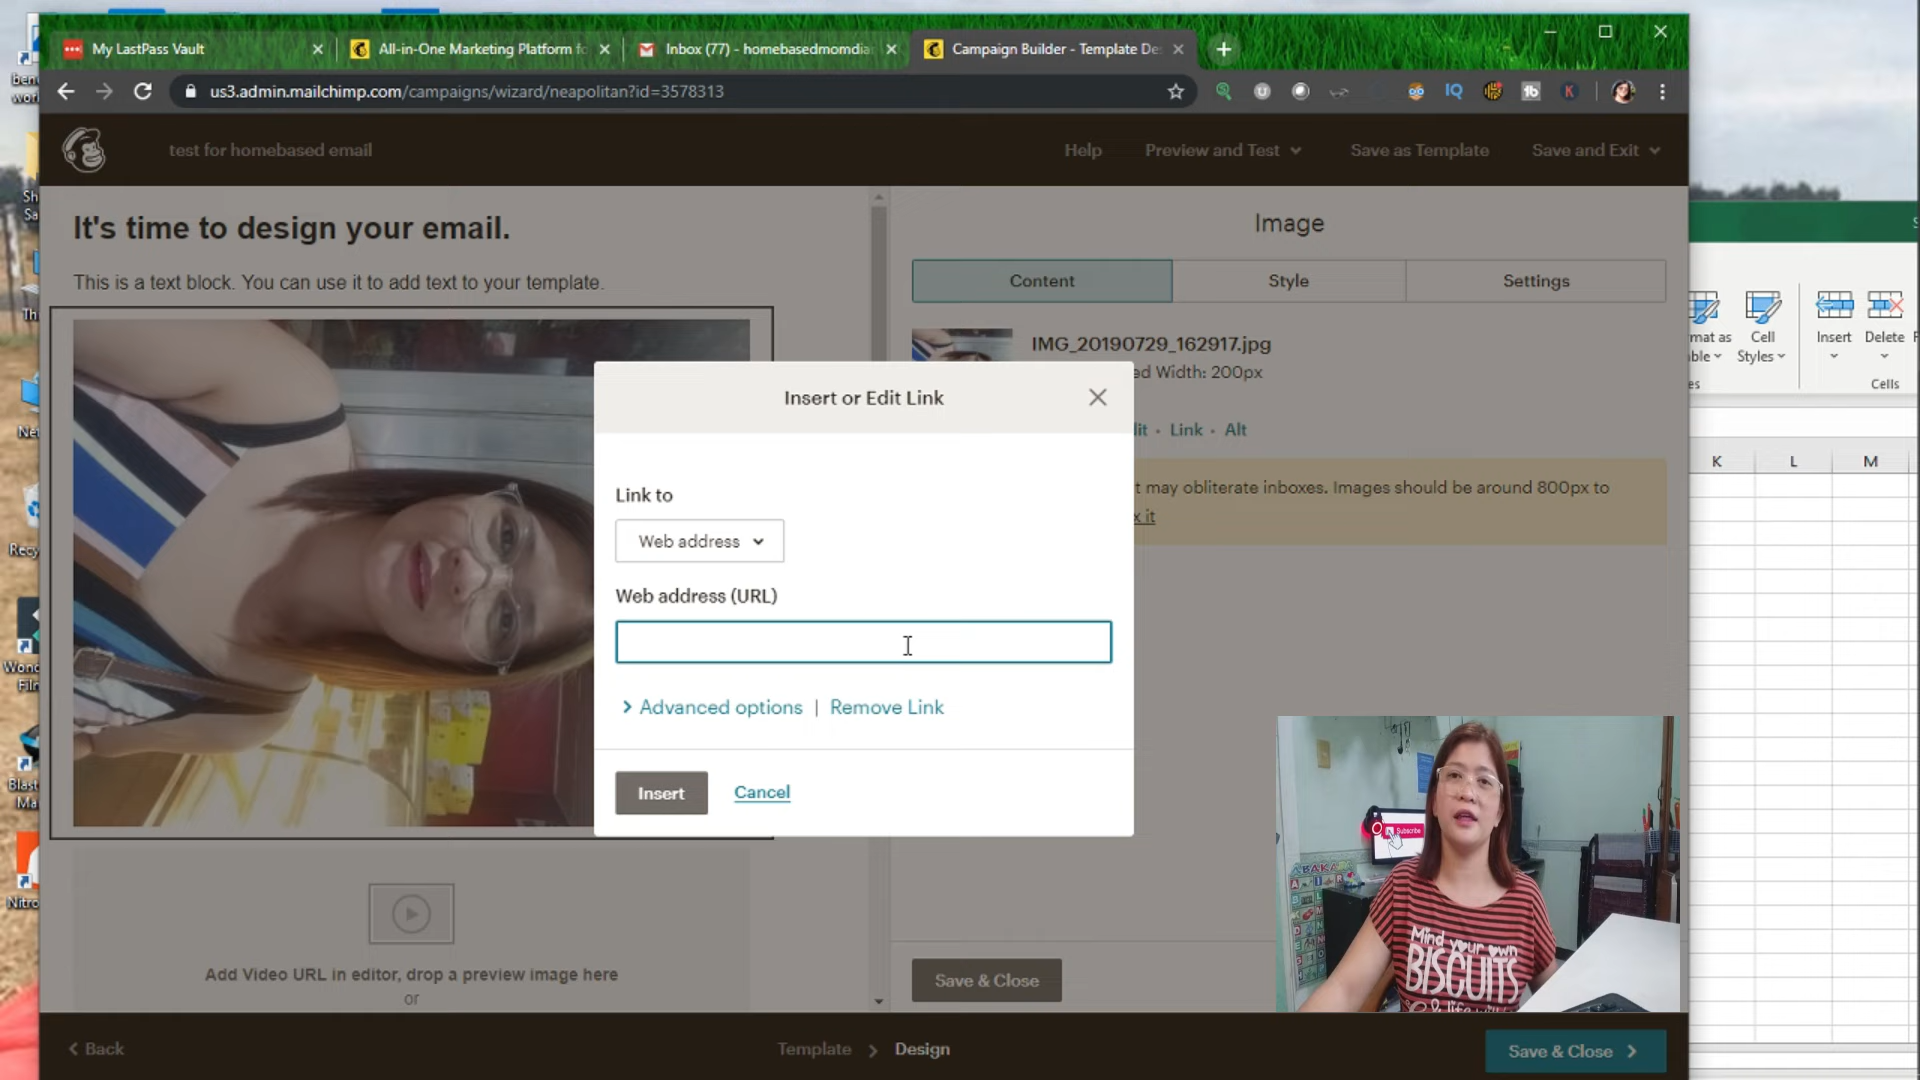 My LastPass Vault
All-in-One Marketing Platform fo
Inbox (77) - homebasedmomdia
Campaign Builder - Template De
us3.admin.mailchimp.com/campaigns/wizard/neapolitan?id=3578313
IQ
K
test for homebased email
Help
Preview and Test
Save as Template
Save and Exit
It's time to design your email.
This is a text block. You can use it to add text to your template.
Image
Content
Style
Settings
IMG_20190729_162917.jpg
ed Width: 200px
dit · Link · Alt
t may obliterate inboxes. Images should be around 800px to
x it
Insert or Edit Link
Link to
Web address
Web address (URL)
Advanced options | Remove Link
Insert
Cancel
Add Video URL in editor, drop a preview image here
or
Save & Close
Back
Template
Design
Save & Close
mat as
ble
Cell
Styles
Insert
Delete
es
Cells
K
L
M
Subscribe
ABAKA
Mind your own
BISCUITS